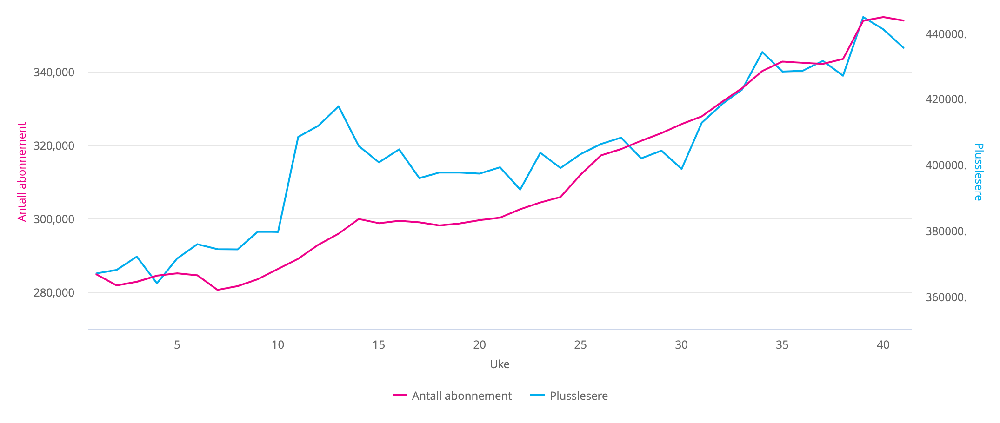 Antall abonnement
340,000
320,000
300,000
280,000
440000.
420000.
400000.
380000.
360000.
Plusslesere
5 10 15 20 25 30 35 40
Uke
Antall abonnement Plusslesere